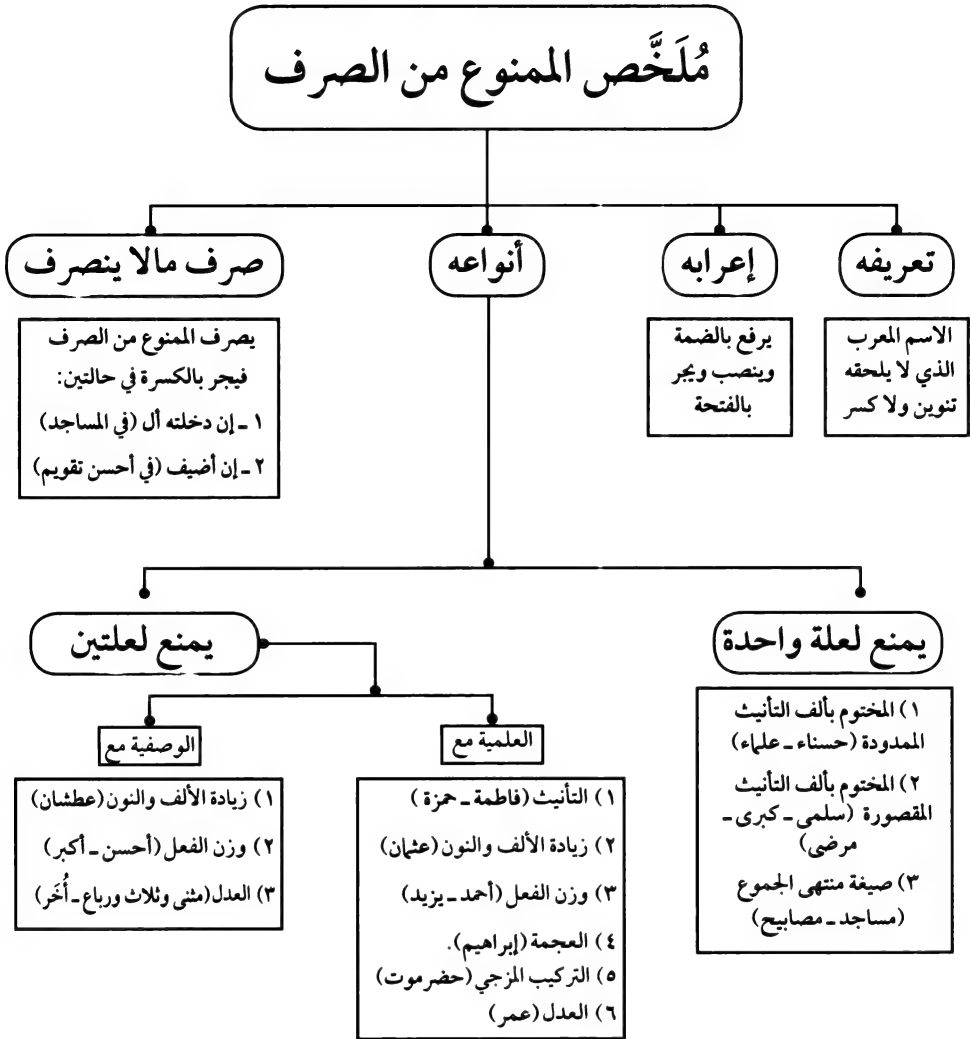 مُلَخَّص الممنوع من الصرف
تعريفه
الاسم المعرب
الذي لا يلحقه
تنوين ولا كسر
إعرابه
يرفع بالضمة
وينصب ويجر
بالفتحة
أنواعه
صرف مالا ينصرف
يصرف الممنوع من الصرف
فيجر بالكسرة في حالتين:
١ ـ إن دخلته أل (في المساجد)
٢ ـ إن أضيف (في أحسن تقويم)
يمنع لعلة واحدة
١) المختوم بألف التأنيث
الممدودة (حسناء ـ علماء)
٢) المختوم بألف التأنيث
المقصورة (سلمى ـ كبرى ـ
مرضى)
٣) صيغة منتهى الجموع
(مساجد ـ مصابيح)
يمنع لعلتين
العلمية مع
١) التأنيث (فاطمة ـ حمزة )
٢) زيادة الألف والنون (عثمان)
٣) وزن الفعل (أحمد ـ يزيد)
٤) العجمة (إبراهيم).
٥) التركيب المزجي (حضرموت)
٦) العدل (عمر)
الوصفية مع
١) زيادة الألف والنون (عطشان)
٢) وزن الفعل (أحسن ـ أكبر)
٣) العدل(مثنى وثلاث ورباع ـ أُخَر)